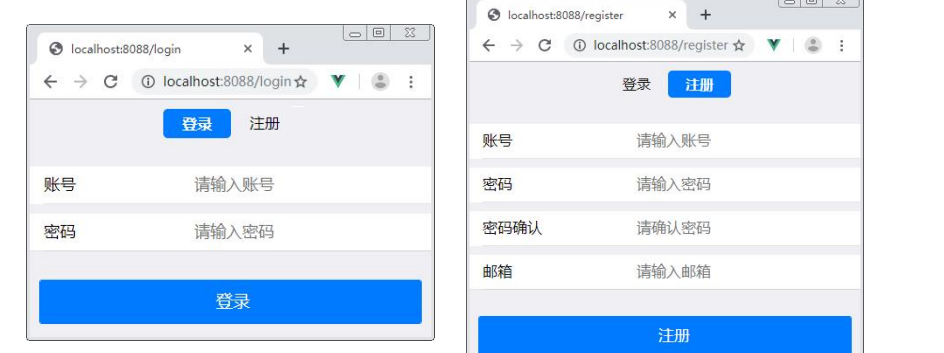 localhost:8088/login
localhost:8088/login
登录 注册
账号 请输入账号
密码 请输入密码
登录
localhost:8088/register
localhost:8088/register
登录 注册
账号 请输入账号
密码 请输入密码
密码确认 请确认密码
邮箱 请输入邮箱
注册